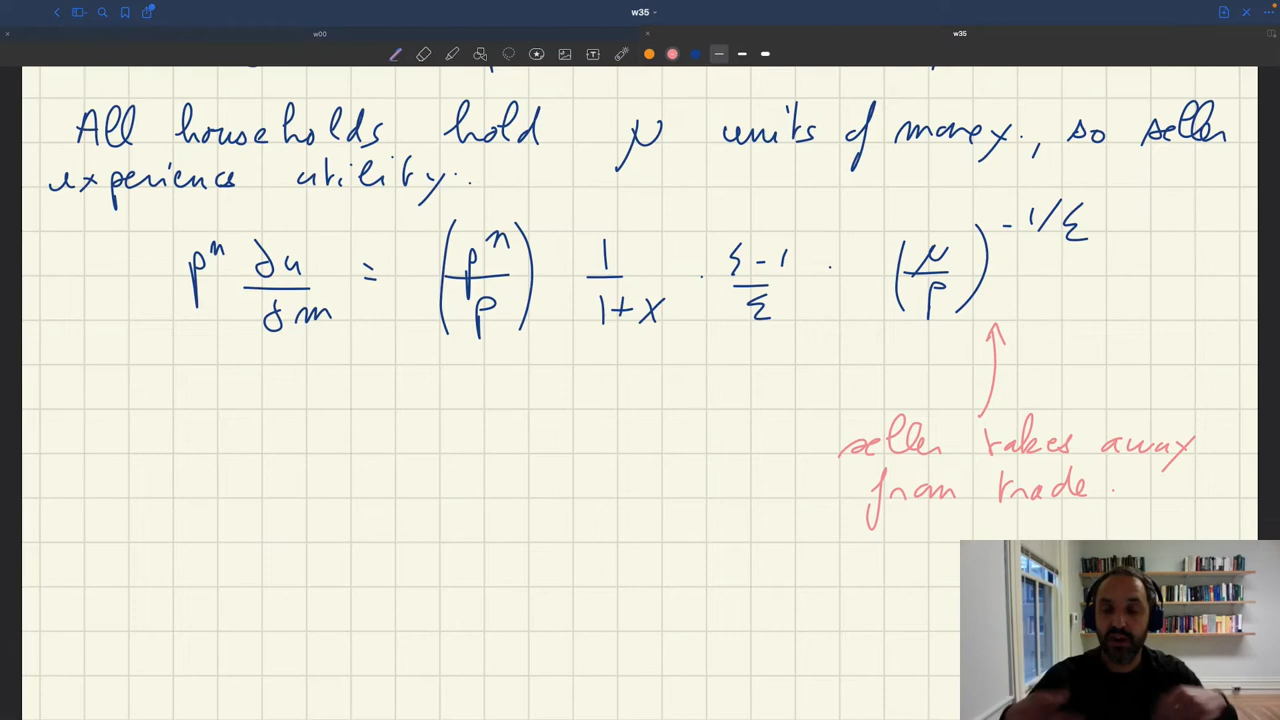 w35
w00
w35
All households hold μ units of money, so seller
experience utility.
p^n ∂u/∂m = (p^n/p) 1/(1+χ) · (ξ-1)/ξ · (μ/p)^(-1/ξ)
seller takes away
from trade.